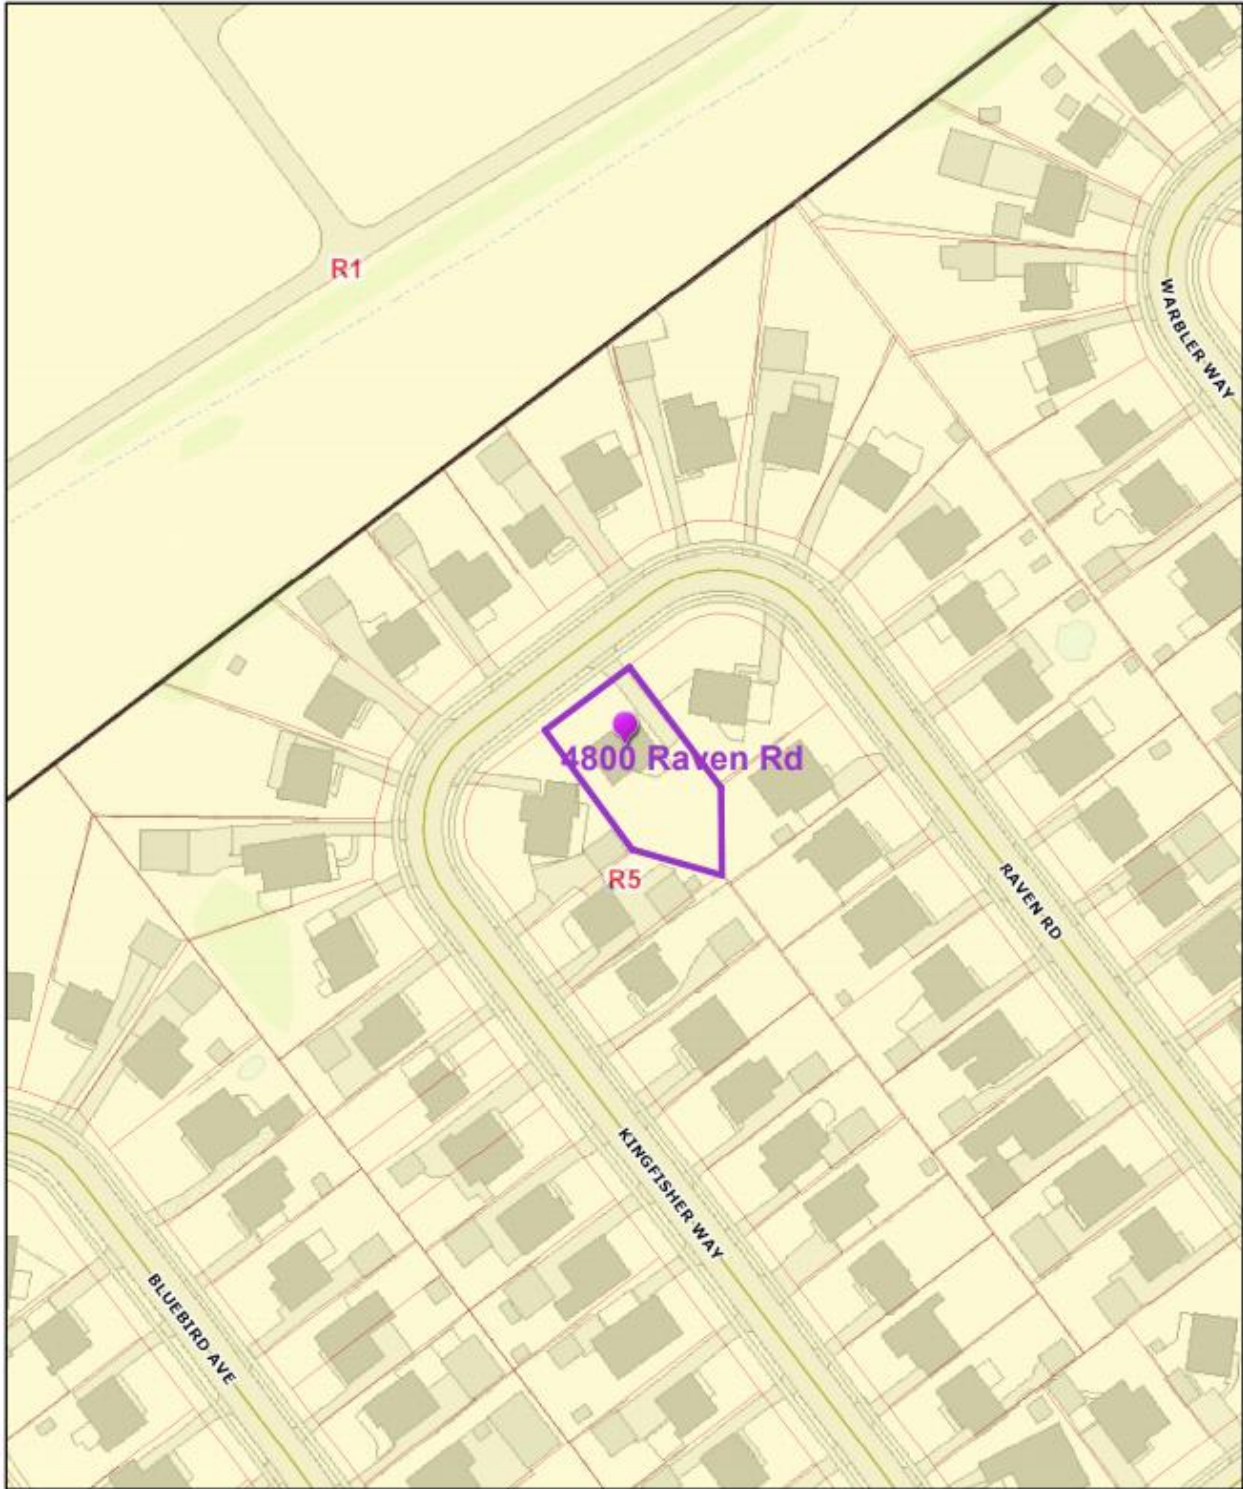 R1
WARBLER WAY
4800 Raven Rd
R5
RAVEN RD
KINGFISHER WAY
BLUEBIRD AVE